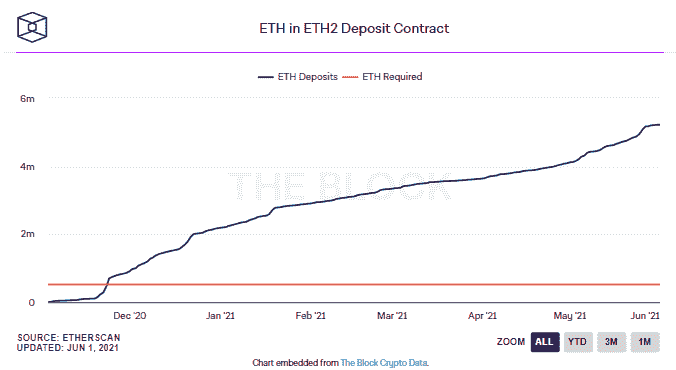 ETH in ETH2 Deposit Contract
ETH Deposits ETH Required
6m
4m
2m
0
THE BLOCK
Dec '20 Jan '21 Feb '21 Mar '21 Apr '21 May '21 Jun '21
SOURCE: ETHERSCAN
UPDATED: JUN 1, 2021
ZOOM ALL YTD 3M 1M
Chart embedded from The Block Crypto Data.